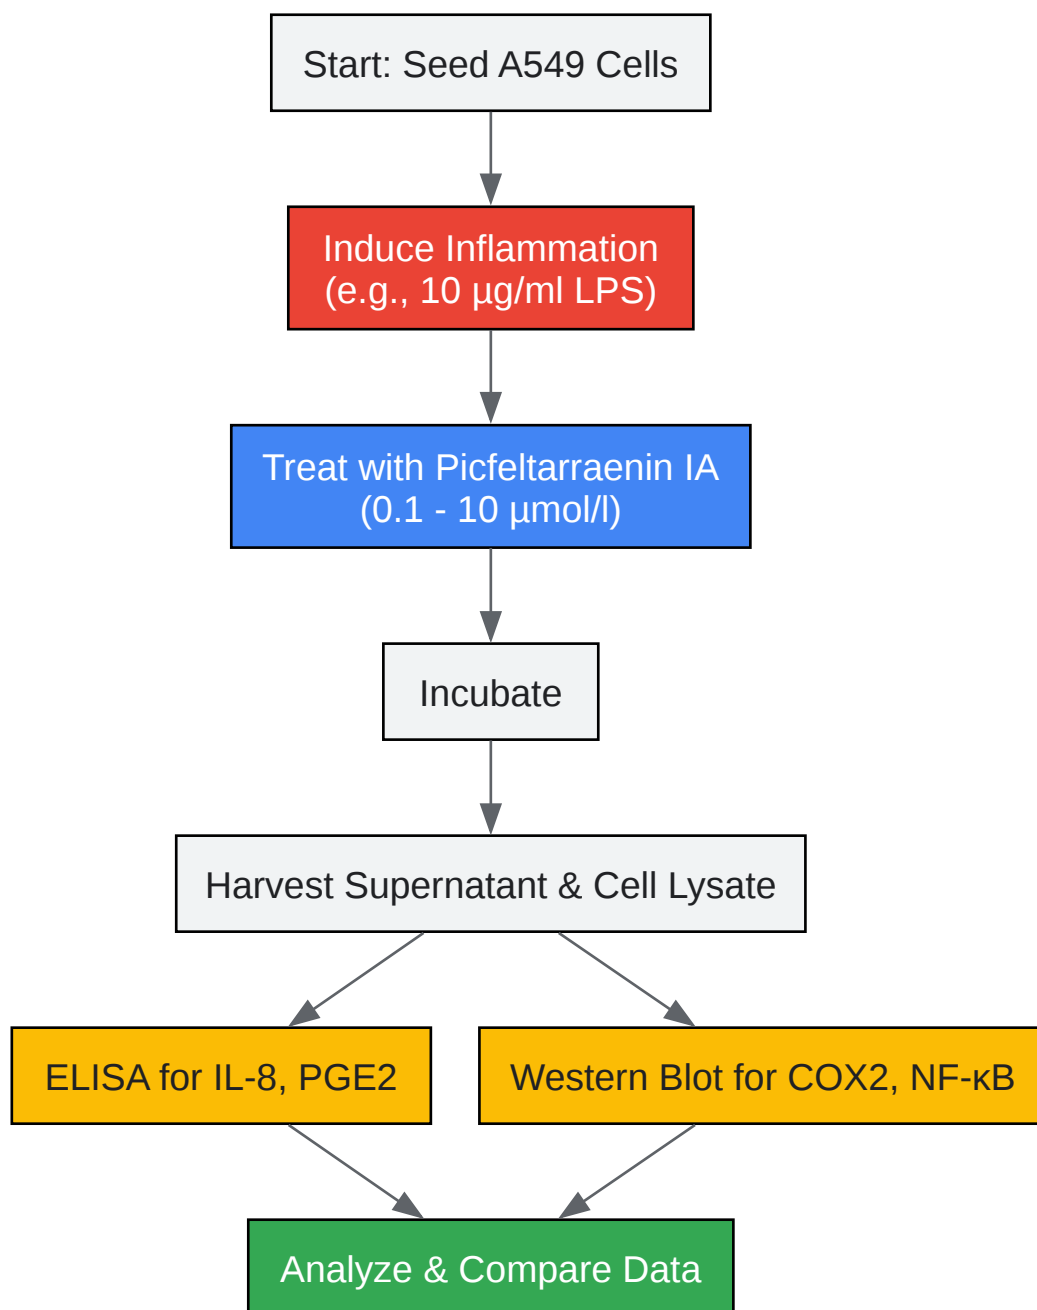 Start: Seed A549 Cells
Induce Inflammation
(e.g., 10 µg/ml LPS)
Treat with Picfeltarraenin IA
(0.1 - 10 µmol/l)
Incubate
Harvest Supernatant & Cell Lysate
ELISA for IL-8, PGE2
Western Blot for COX2, NF-κB
Analyze & Compare Data